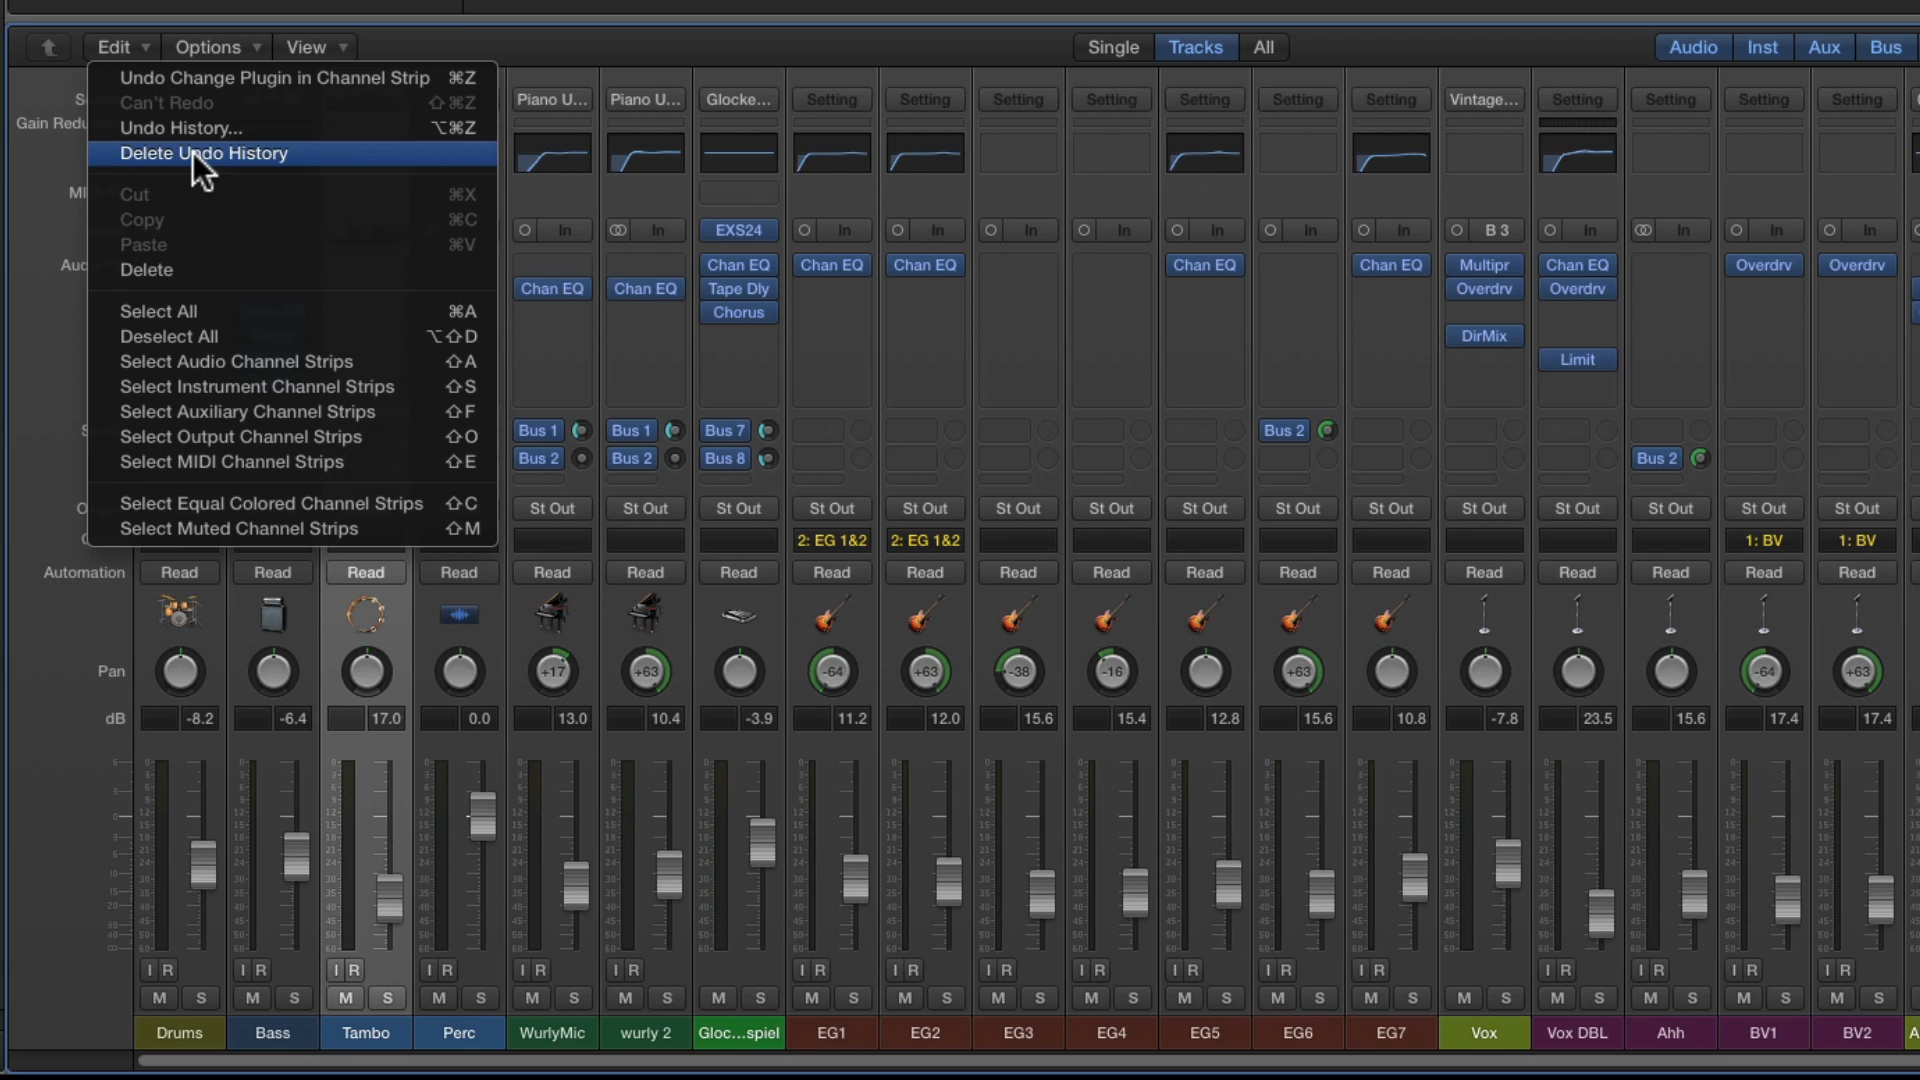 Edit Options View Single Tracks All Audio Inst Aux Bus
Undo Change Plugin in Channel Strip ⌘Z
Can't Redo ⇧⌘Z
Undo History... ⌥⌘Z
Delete Undo History
Cut ⌘X
Copy ⌘C
Paste ⌘V
Delete
Select All ⌘A
Deselect All ⌥⇧D
Select Audio Channel Strips ⇧A
Select Instrument Channel Strips ⇧S
Select Auxiliary Channel Strips ⇧F
Select Output Channel Strips ⇧O
Select MIDI Channel Strips ⇧E
Select Equal Colored Channel Strips ⇧C
Select Muted Channel Strips ⇧M
Piano U... Piano U... Glocke... Setting Setting Setting Setting Setting Setting Setting Vintage... Setting Setting Setting Setting
Gain Redu
In In EXS24 In In In In In In In B 3 In In In In
Chan EQ Chan EQ Chan EQ Chan EQ Chan EQ Multipr Chan EQ Overdrv Overdrv
Chan EQ Chan EQ Tape Dly Overdrv Overdrv
Chorus
DirMix
Limit
Bus 1 Bus 1 Bus 7 Bus 2
Bus 2 Bus 2 Bus 8 Bus 2
St Out St Out St Out St Out St Out St Out St Out St Out St Out St Out St Out St Out St Out St Out St Out
2: EG 1&2 2: EG 1&2 1: BV 1: BV
Automation Read Read Read Read Read Read Read Read Read Read Read Read Read Read Read Read Read Read Read
Pan +17 +63 -64 +63 -38 -16 +63 -64 +63
dB -8.2 -6.4 17.0 0.0 13.0 10.4 -3.9 11.2 12.0 15.6 15.4 12.8 15.6 10.8 -7.8 23.5 15.6 17.4 17.4
I R I R I R I R I R I R I R I R I R I R I R I R I R I R I R I R I R
M S M S M S M S M S M S M S M S M S M S M S M S M S M S M S M S M S M S M S
Drums Bass Tambo Perc WurlyMic wurly 2 Gloc...spiel EG1 EG2 EG3 EG4 EG5 EG6 EG7 Vox Vox DBL Ahh BV1 BV2